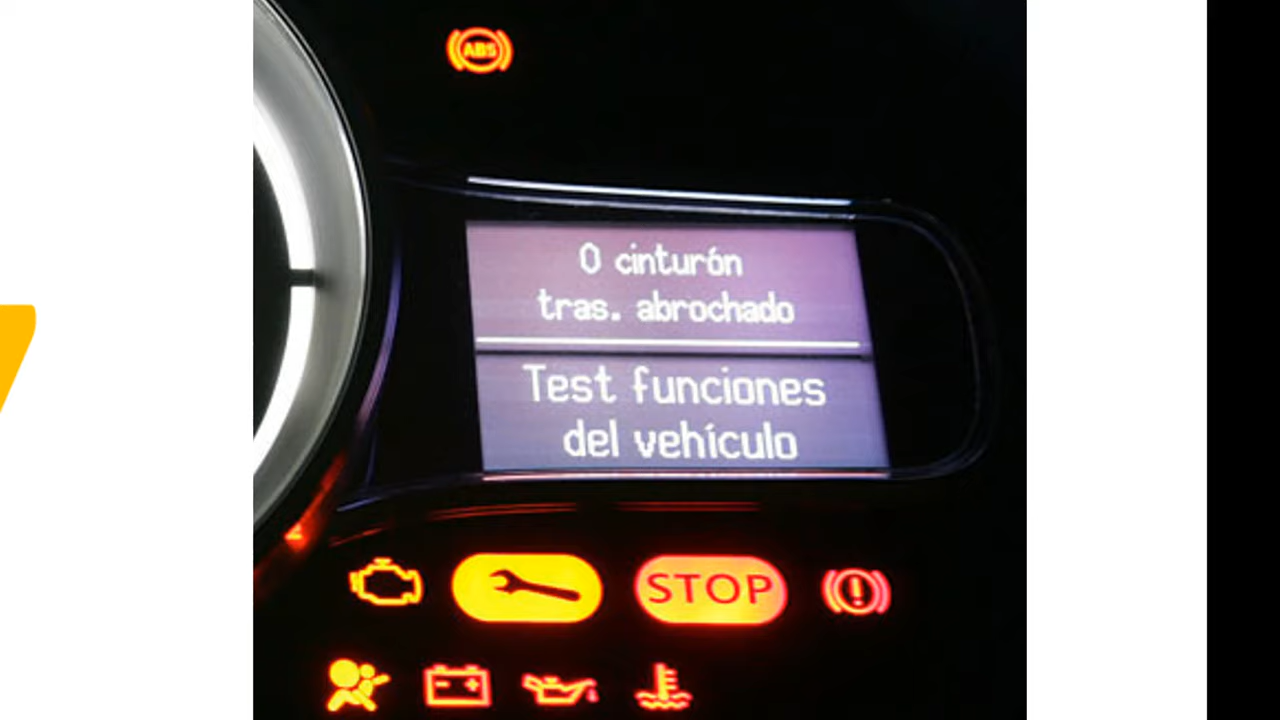 ABS
0 cinturón
tras. abrochado
Test funciones
del vehículo
STOP